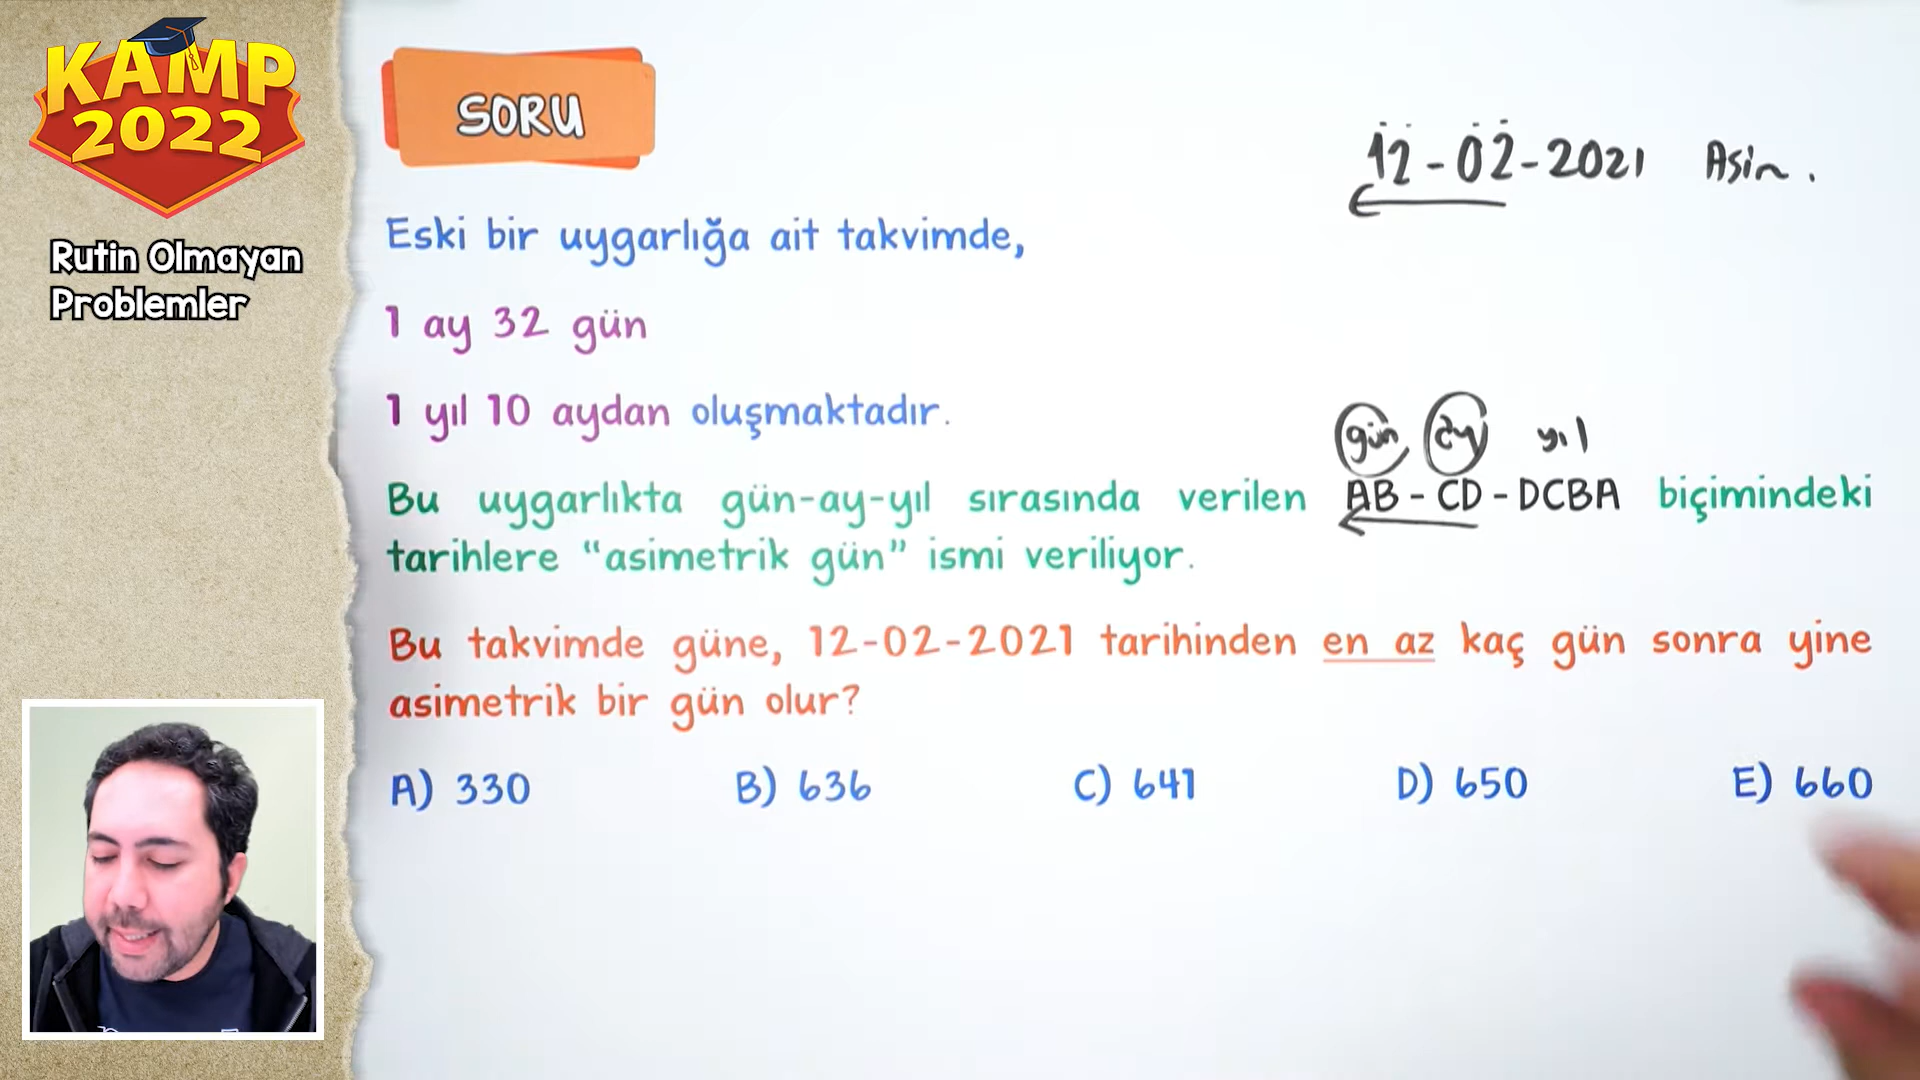 KAMP
2022
Rutin Olmayan
Problemler
SORU
12-02-2021 Asim.
Eski bir uygarlığa ait takvimde,
1 ay 32 gün
1 yıl 10 aydan oluşmaktadır.
gün ay yıl
Bu uygarlıkta gün-ay-yıl sırasında verilen AB - CD - DCBA biçimindeki
tarihlere “asimetrik gün” ismi veriliyor.
Bu takvimde güne, 12-02-2021 tarihinden en az kaç gün sonra yine
asimetrik bir gün olur?
A) 330 B) 636 C) 641 D) 650 E) 660